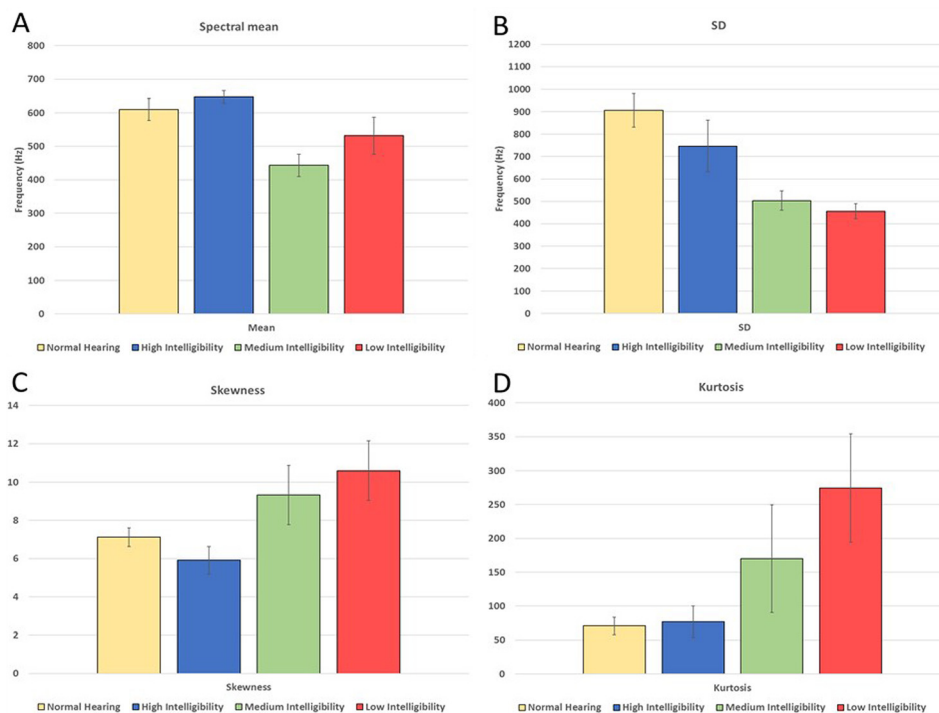 A
Spectral mean
800
700
600
500
400
300
200
100
0
Frequency (Hz)
Mean
Normal Hearing High Intelligibility Medium Intelligibility Low Intelligibility
B
SD
1200
1100
1000
900
800
700
600
500
400
300
200
100
0
Frequency (Hz)
SD
Normal Hearing High Intelligibility Medium Intelligibility Low Intelligibility
C
Skewness
14
12
10
8
6
4
2
0
Skewness
Normal Hearing High Intelligibility Medium Intelligibility Low Intelligibility
D
Kurtosis
400
350
300
250
200
150
100
50
0
Kurtosis
Normal Hearing High Intelligibility Medium Intelligibility Low Intelligibility